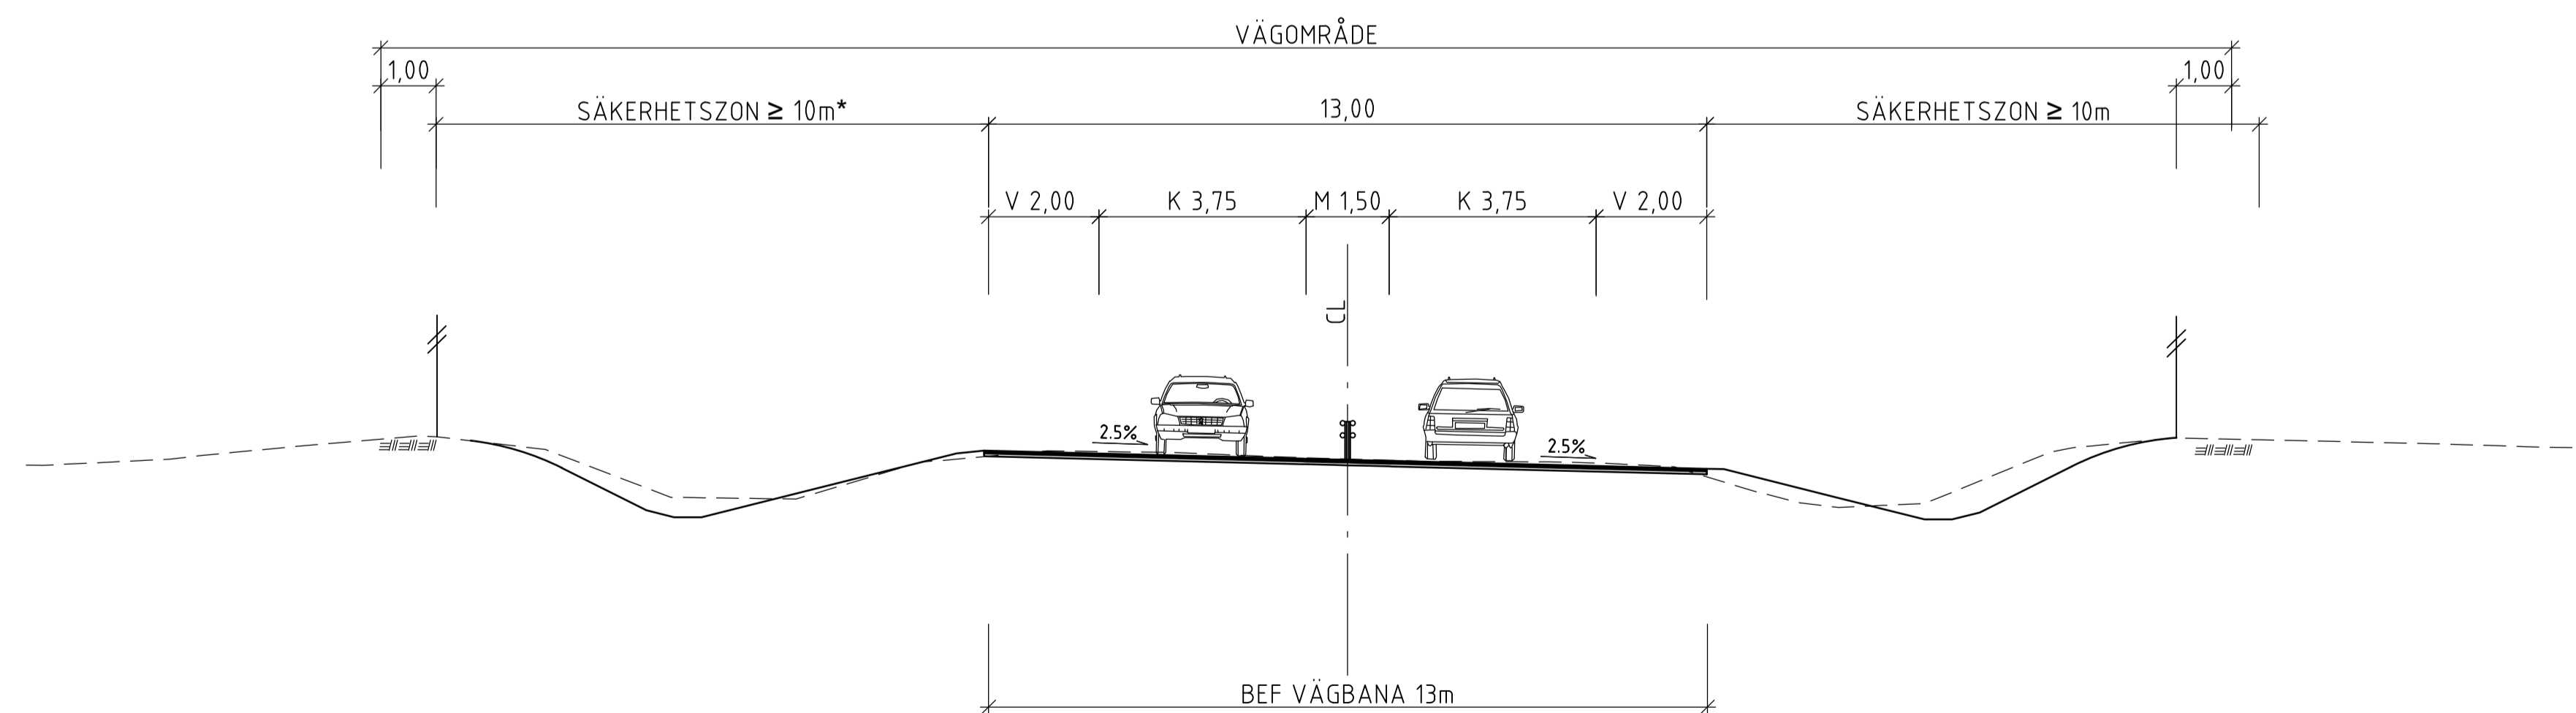 VÄGOMRÅDE
1,00
1,00
SÄKERHETSZON ≥ 10m*
13,00
SÄKERHETSZON ≥ 10m
V 2,00
K 3,75
M 1,50
K 3,75
V 2,00
CL
2.5%
2.5%
BEF VÄGBANA 13m